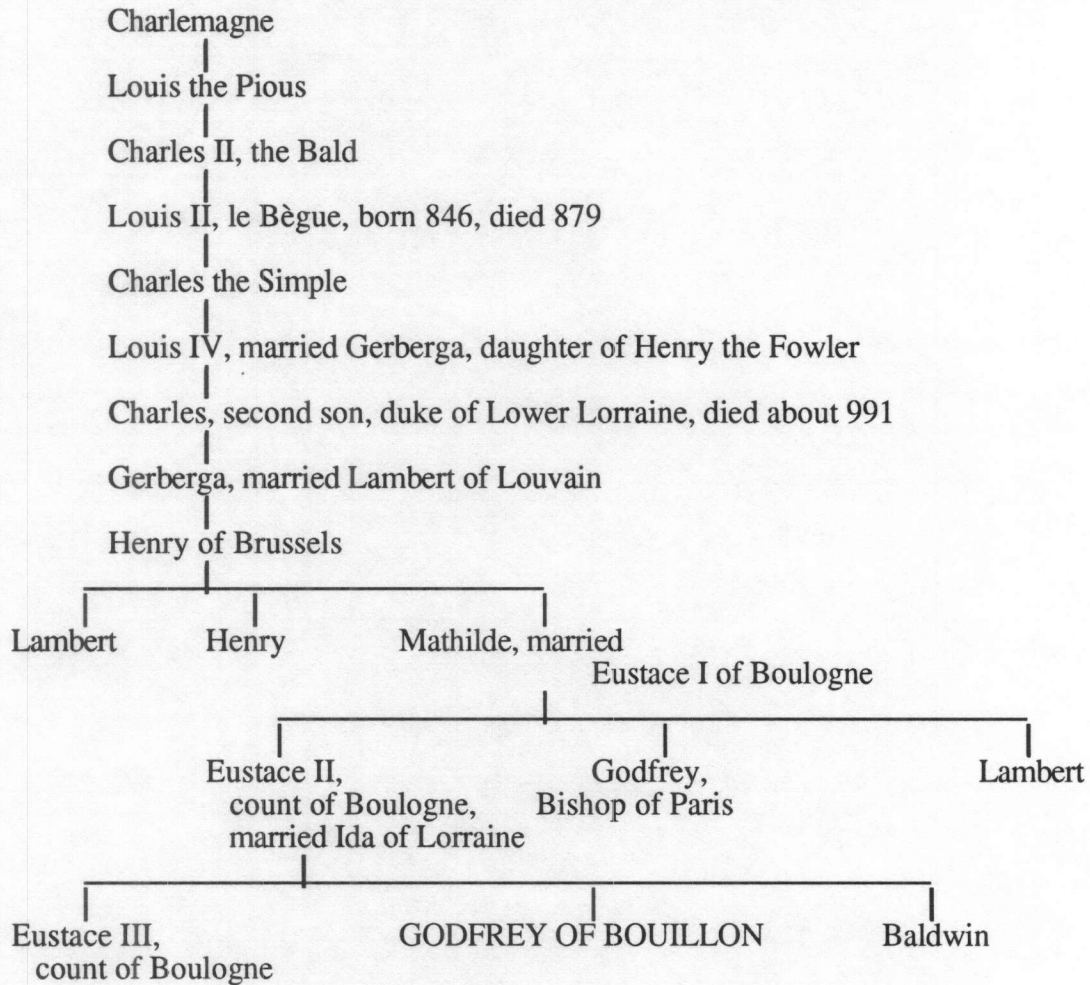 Charlemagne
Louis the Pious
Charles II, the Bald
Louis II, le Bègue, born 846, died 879
Charles the Simple
Louis IV, married Gerberga, daughter of Henry the Fowler
Charles, second son, duke of Lower Lorraine, died about 991
Gerberga, married Lambert of Louvain
Henry of Brussels
Lambert
Henry
Mathilde, married
Eustace I of Boulogne
Eustace II,
count of Boulogne,
married Ida of Lorraine
Godfrey,
Bishop of Paris
Lambert
Eustace III,
count of Boulogne
GODFREY OF BOUILLON
Baldwin